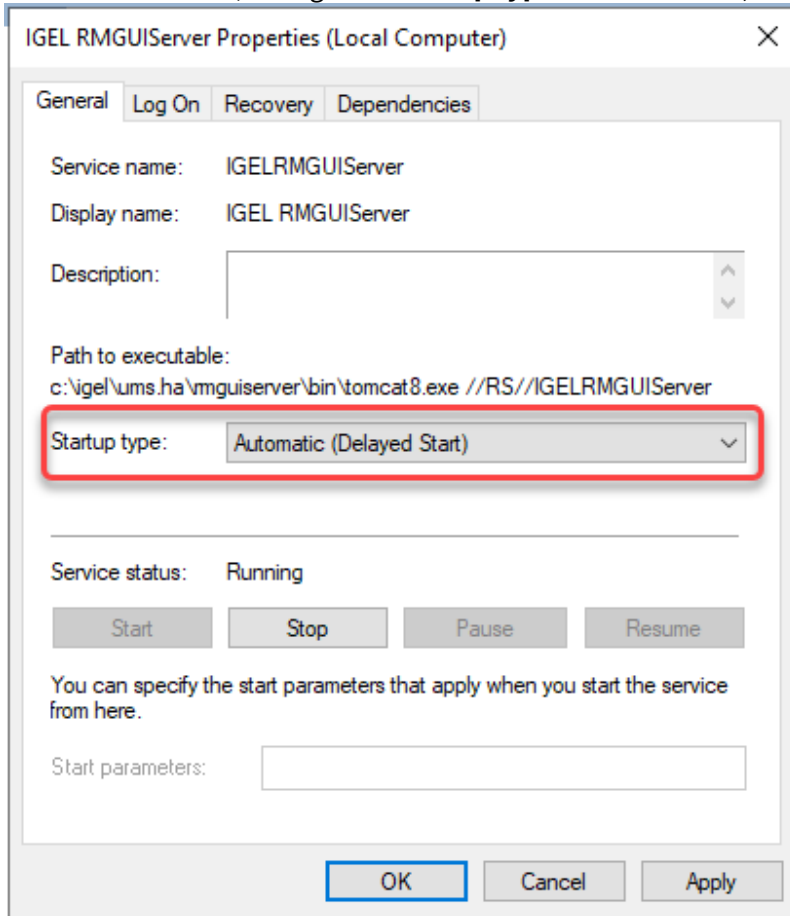 IGEL RMGUIServer Properties (Local Computer)
General Log On Recovery Dependencies
Service name: IGELRMGUIServer
Display name: IGEL RMGUIServer
Description:
Path to executable:
c:\igel\ums.ha\rmguiserver\bin\tomcat8.exe //RS//IGELRMGUIServer
Startup type: Automatic (Delayed Start)
Service status: Running
Start Stop Pause Resume
You can specify the start parameters that apply when you start the service
from here.
Start parameters:
OK Cancel Apply